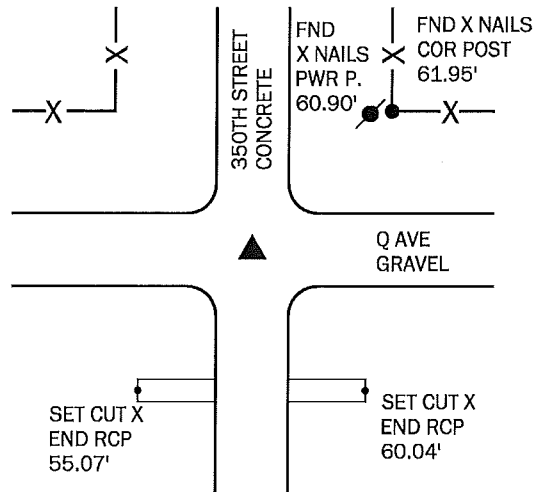 FND
X NAILS
PWR P.
60.90'
FND X NAILS
COR POST
61.95'
350TH STREET
CONCRETE
Q AVE
GRAVEL
SET CUT X
END RCP
55.07'
SET CUT X
END RCP
60.04'